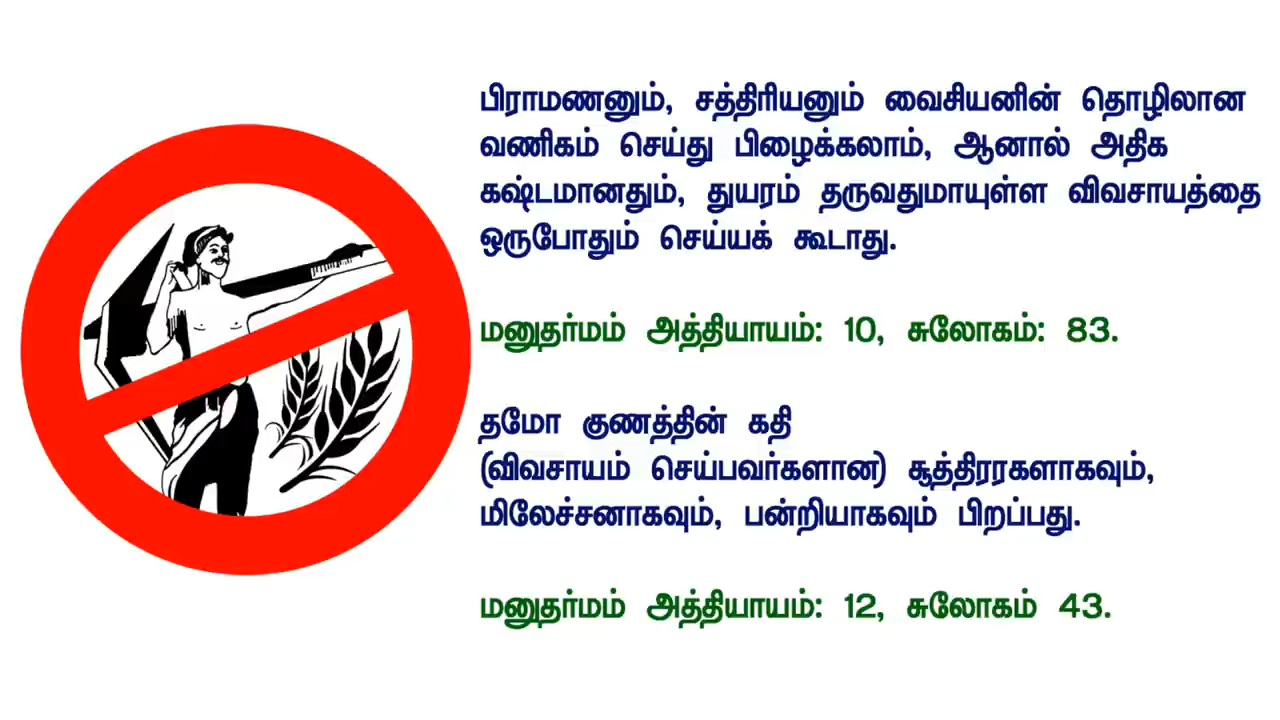 பிராமணனும், சத்திரியனும் வைசியனின் தொழிலான
வணிகம் செய்து பிழைக்கலாம், ஆனால் அதிக
கஷ்டமானதும், துயரம் தருவதுமாயுள்ள விவசாயத்தை
ஒருபோதும் செய்யக் கூடாது.
மனுதர்மம் அத்தியாயம்: 10, சுலோகம்: 83.
தமோ குணத்தின் கதி
(விவசாயம் செய்பவர்களான) சூத்திரரகளாகவும்,
மிலேச்சனாகவும், பன்றியாகவும் பிறப்பது.
மனுதர்மம் அத்தியாயம்: 12, சுலோகம் 43.